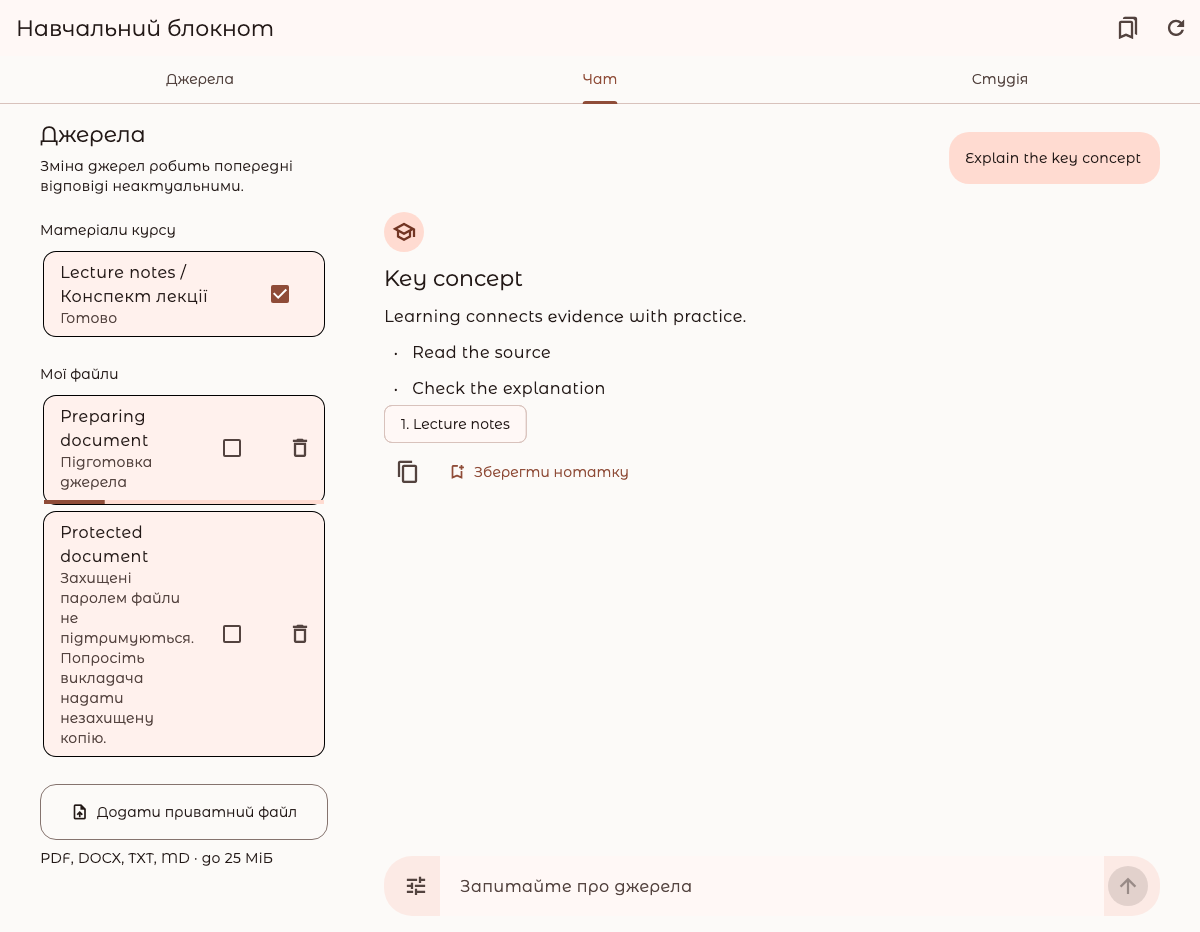 Навчальний блокнот
Джерела
Чат
Студія
Джерела
Зміна джерел робить попередні
відповіді неактуальними.
Матеріали курсу
Lecture notes /
Конспект лекції
Готово
Мої файли
Preparing
document
Підготовка
джерела
Protected
document
Захищені
паролем файли
не
підтримуються.
Попросіть
викладача
надати
незахищену
копію.
Додати приватний файл
PDF, DOCX, TXT, MD · до 25 МіБ
Explain the key concept
Key concept
Learning connects evidence with practice.
· Read the source
· Check the explanation
1. Lecture notes
Зберегти нотатку
Запитайте про джерела